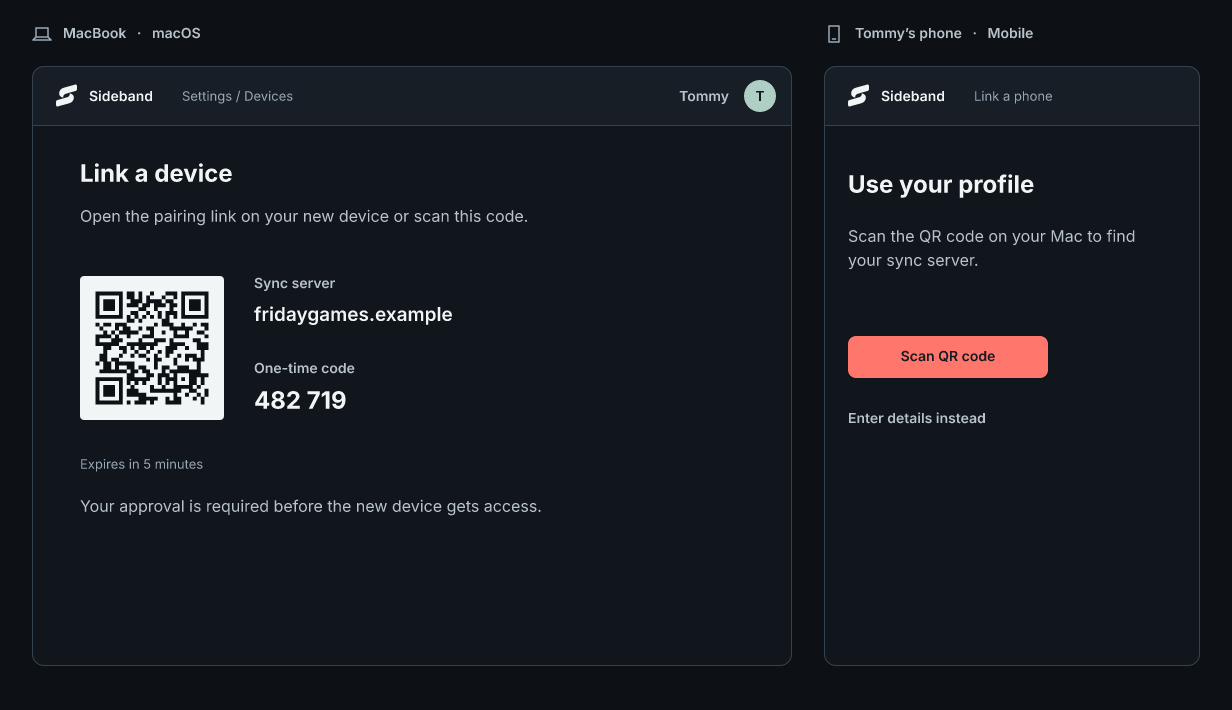 MacBook · macOS
Sideband
Settings / Devices
Tommy
T
Link a device
Open the pairing link on your new device or scan this code.
Sync server
fridaygames.example
One-time code
482 719
Expires in 5 minutes
Your approval is required before the new device gets access.
Tommy’s phone · Mobile
Sideband
Link a phone
Use your profile
Scan the QR code on your Mac to find
your sync server.
Scan QR code
Enter details instead